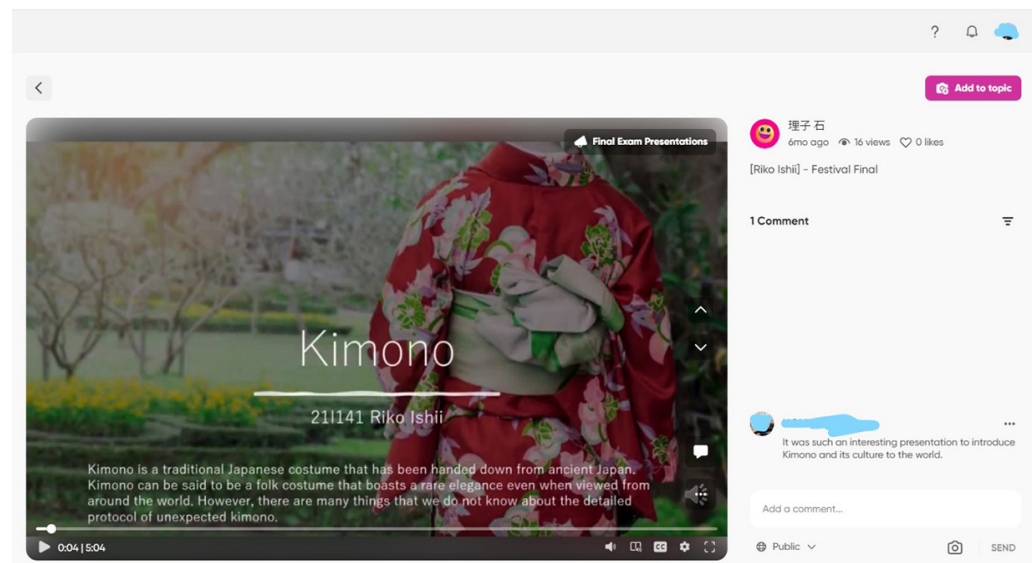 ?
Add to topic
Final Exam Presentations
理子 石
6mo ago 16 views 0 likes
[Riko Ishii] - Festival Final
1 Comment
Kimono
21I141 Riko Ishii
Kimono is a traditional Japanese costume that has been handed down from ancient Japan.
Kimono can be said to be a folk costume that boasts a rare elegance even when viewed from
around the world. However, there are many things that we do not know about the detailed
protocol of unexpected kimono.
0:04 | 5:04
CC
It was such an interesting presentation to introduce
Kimono and its culture to the world.
Add a comment...
Public
SEND